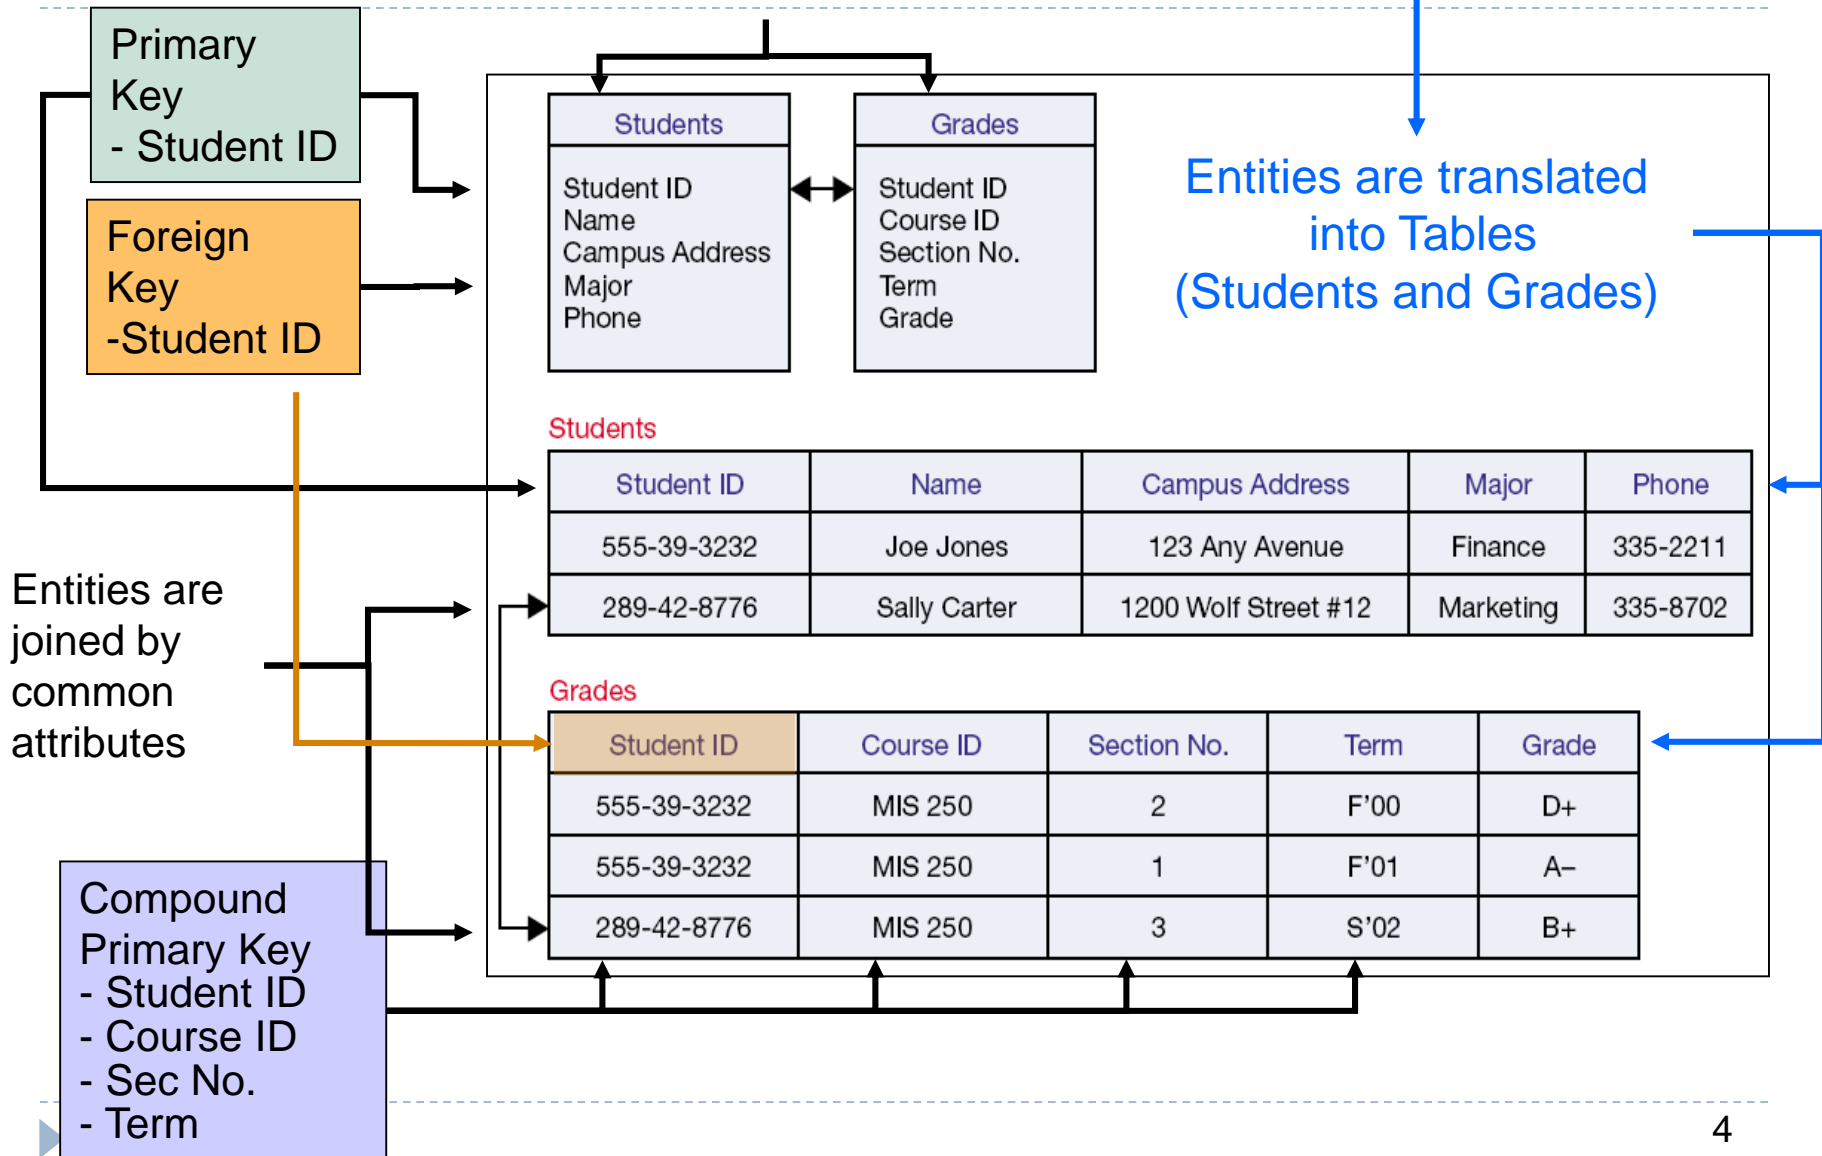 Primary
Key
- Student ID
Foreign
Key
-Student ID
Students
Student ID
Name
Campus Address
Major
Phone
Grades
Student ID
Course ID
Section No.
Term
Grade
Entities are translated
into Tables
(Students and Grades)
Students
Student ID Name Campus Address Major Phone
555-39-3232 Joe Jones 123 Any Avenue Finance 335-2211
289-42-8776 Sally Carter 1200 Wolf Street #12 Marketing 335-8702
Entities are
joined by
common
attributes
Grades
Student ID Course ID Section No. Term Grade
555-39-3232 MIS 250 2 F’00 D+
555-39-3232 MIS 250 1 F’01 A–
289-42-8776 MIS 250 3 S’02 B+
Compound
Primary Key
- Student ID
- Course ID
- Sec No.
- Term
4